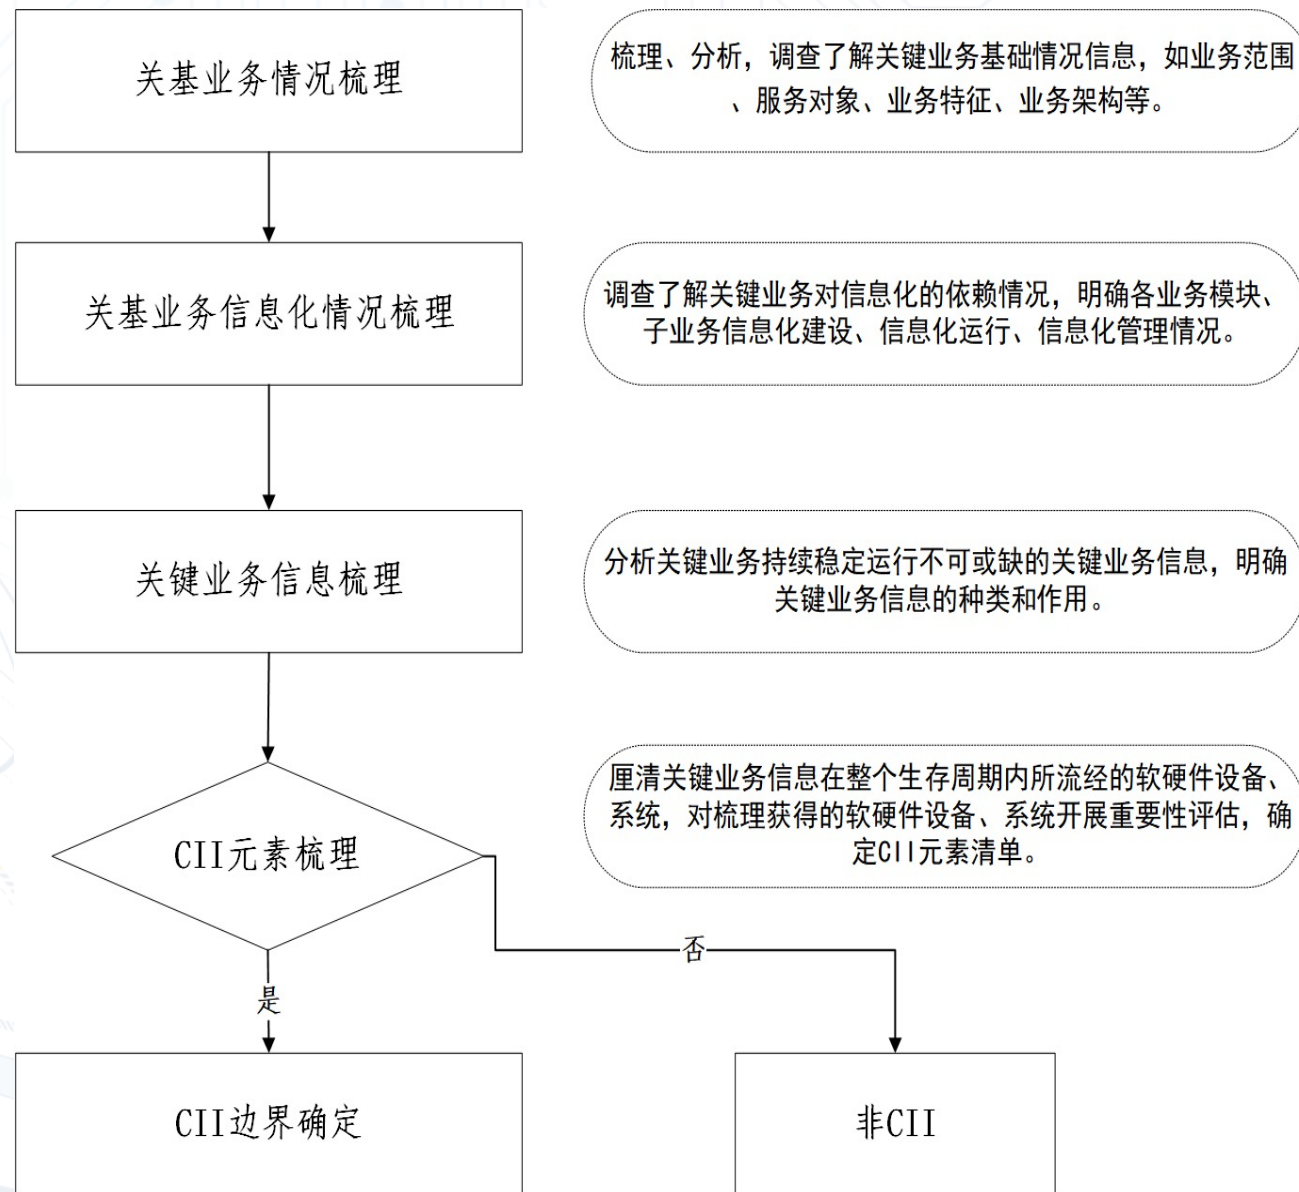 关基业务情况梳理
梳理、分析，调查了解关键业务基础情况信息，如业务范围
、服务对象、业务特征、业务架构等。
关基业务信息化情况梳理
调查了解关键业务对信息化的依赖情况，明确各业务模块、
子业务信息化建设、信息化运行、信息化管理情况。
关键业务信息梳理
分析关键业务持续稳定运行不可或缺的关键业务信息，明确
关键业务信息的种类和作用。
CII元素梳理
厘清关键业务信息在整个生存周期内所流经的软硬件设备、
系统，对梳理获得的软硬件设备、系统开展重要性评估，确
定CII元素清单。
否
是
CII边界确定
非CII